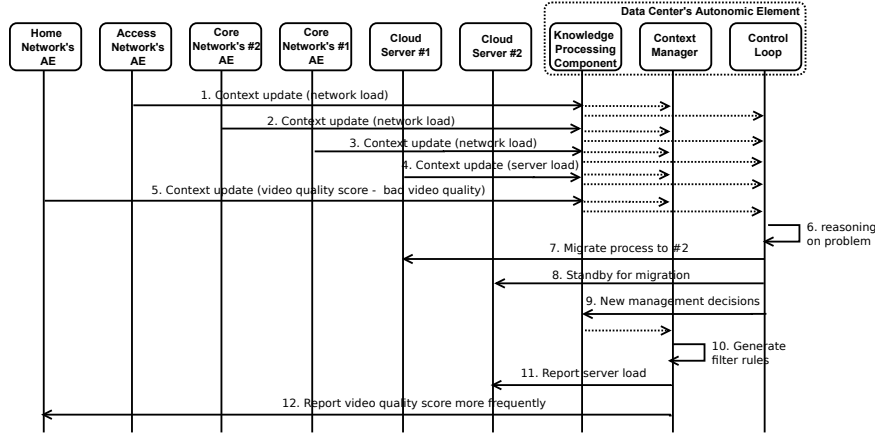 Data Center's Autonomic Element
Home
Network's
AE
Access
Network's
AE
Core
Network's #2
AE
Core
Network's #1
AE
Cloud
Server #1
Cloud
Server #2
Knowledge
Processing
Component
Context
Manager
Control
Loop
1. Context update (network load)
2. Context update (network load)
3. Context update (network load)
4. Context update (server load)
5. Context update (video quality score - bad video quality)
6. reasoning
on problem
7. Migrate process to #2
8. Standby for migration
9. New management decisions
10. Generate
filter rules
11. Report server load
12. Report video quality score more frequently